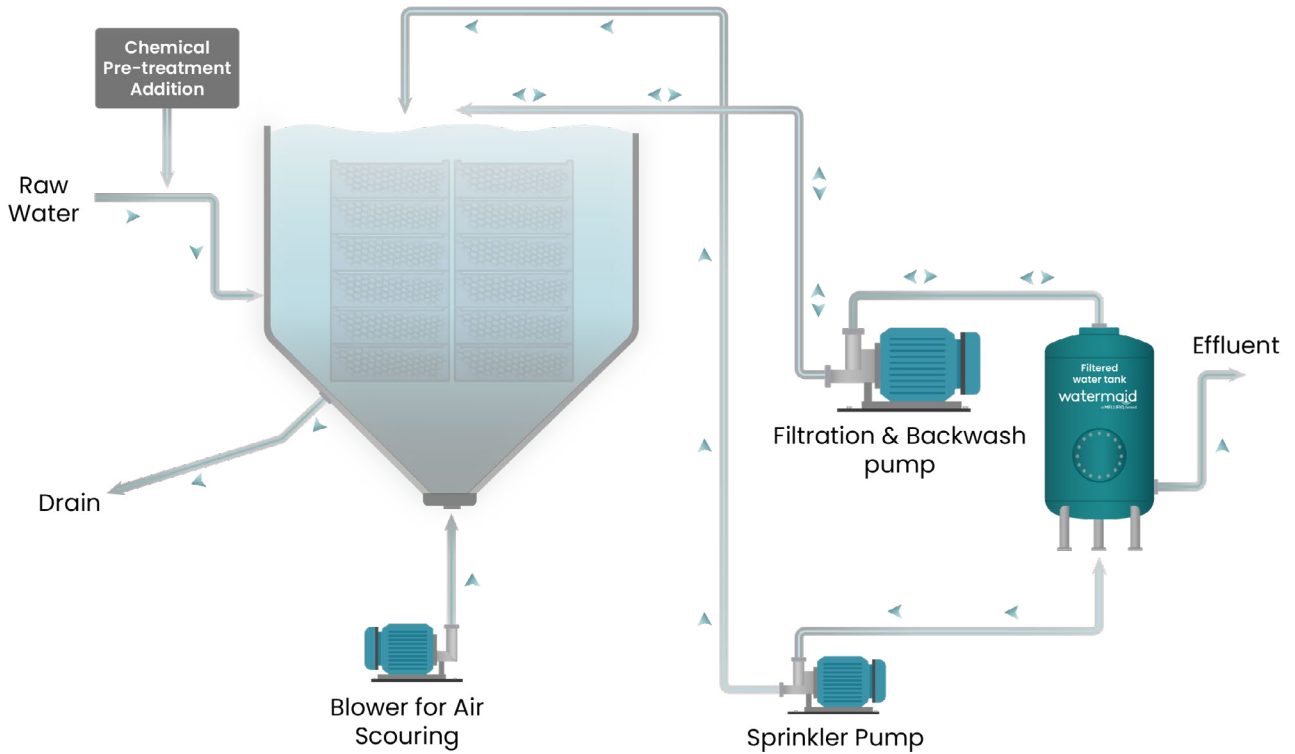 Chemical
Pre-treatment
Addition
Raw
Water
Drain
Blower for Air
Scouring
Filtration & Backwash
pump
Sprinkler Pump
Filtered
water tank
watermaid
Effluent